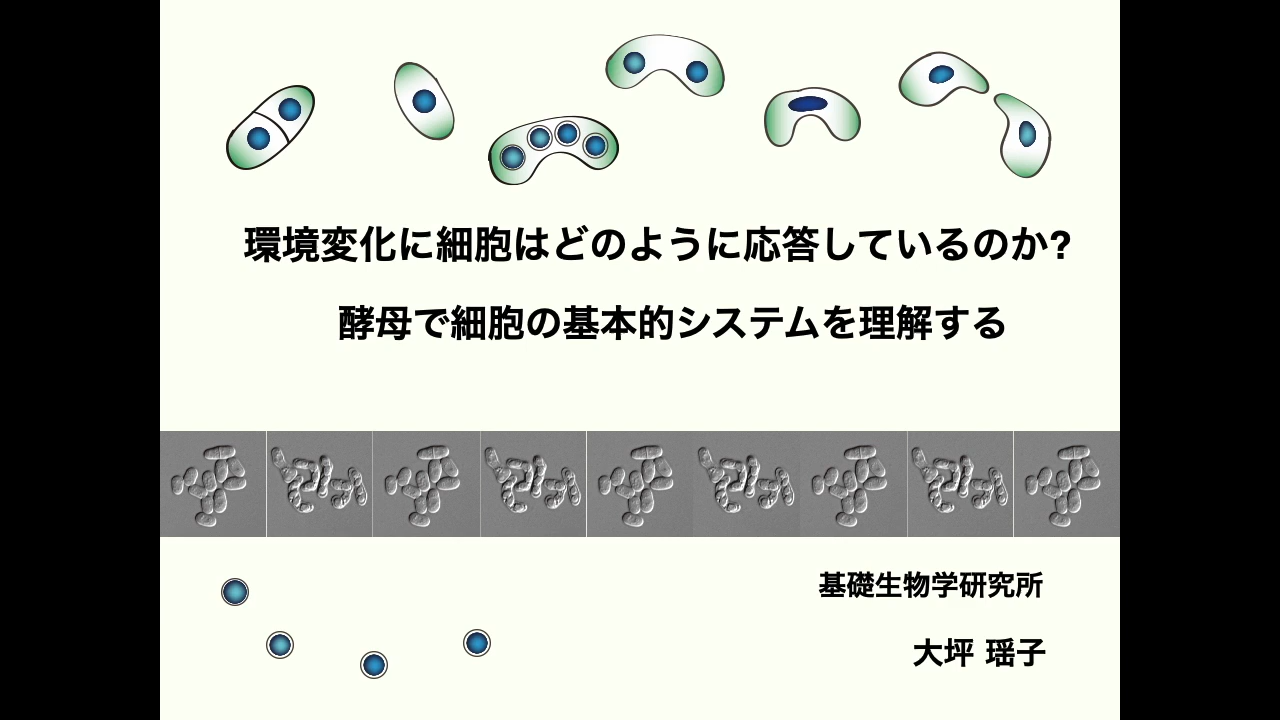 環境変化に細胞はどのように応答しているのか?
酵母で細胞の基本的システムを理解する
基礎生物学研究所
大坪 瑶子